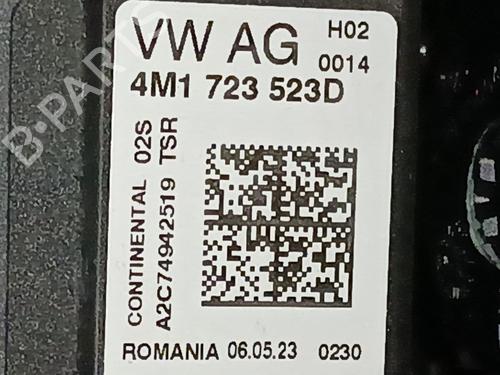 VW AG
H02
0014
4M1 723 523D
CONTINENTAL 02S
A2C74942519 TSR
ROMANIA 06.05.23 0230
B-PARTS